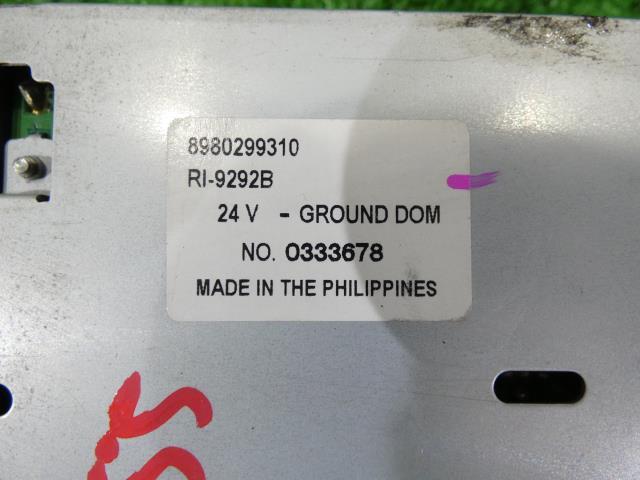 8980299310
RI-9292B
24 V - GROUND DOM
NO. 0333678
MADE IN THE PHILIPPINES